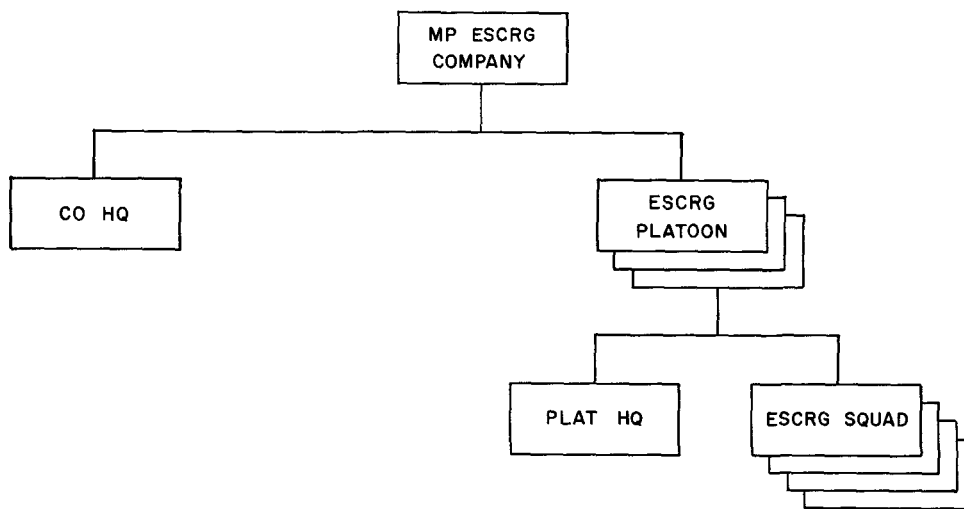 MP ESCRG
COMPANY
CO HQ
ESCRG
PLATOON
PLAT HQ
ESCRG SQUAD